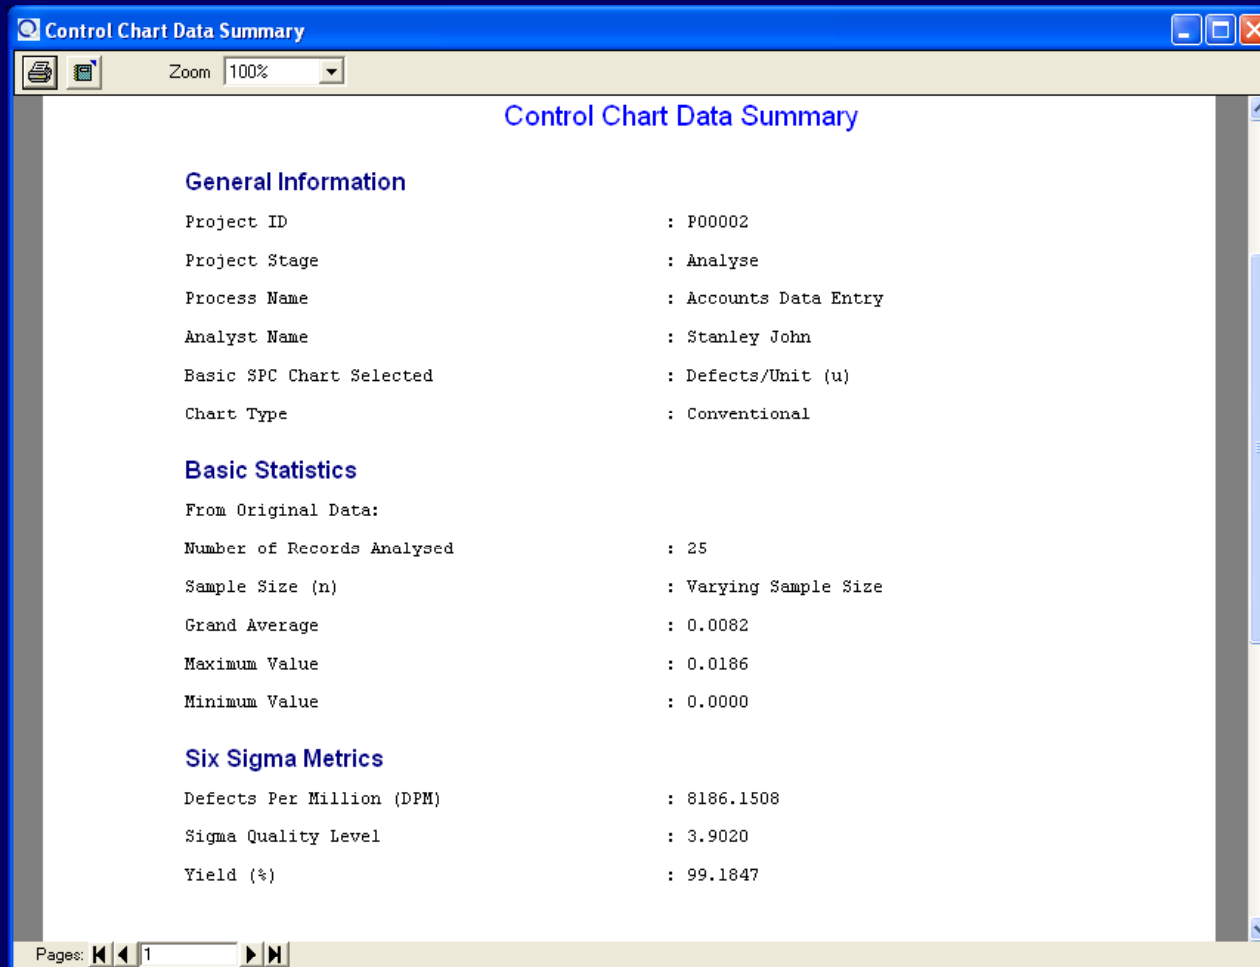 Control Chart Data Summary
Zoom 100%
Control Chart Data Summary
General Information
Project ID : P00002
Project Stage : Analyse
Process Name : Accounts Data Entry
Analyst Name : Stanley John
Basic SPC Chart Selected : Defects/Unit (u)
Chart Type : Conventional
Basic Statistics
From Original Data:
Number of Records Analysed : 25
Sample Size (n) : Varying Sample Size
Grand Average : 0.0082
Maximum Value : 0.0186
Minimum Value : 0.0000
Six Sigma Metrics
Defects Per Million (DPM) : 8186.1508
Sigma Quality Level : 3.9020
Yield (%) : 99.1847
Pages: 1